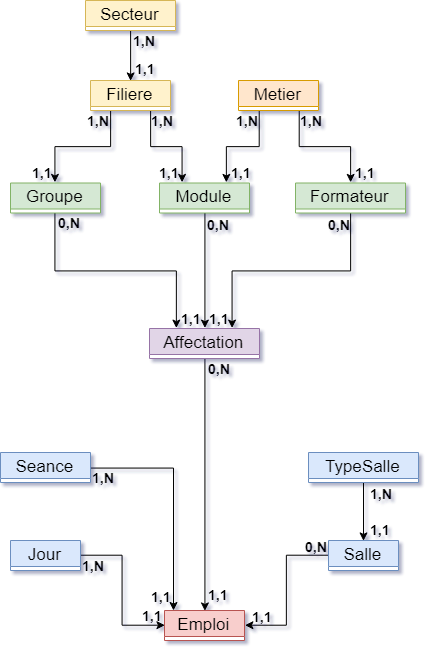 Secteur
1,N
1,1
Filiere
Metier
1,N
1,N
1,N
1,N
1,1
1,1
1,1
1,1
Groupe
Module
Formateur
0,N
0,N
0,N
1,1
1,1
Affectation
0,N
Seance
TypeSalle
1,N
1,N
1,1
0,N
Jour
Salle
1,N
1,1
1,1
1,1
1,1
Emploi